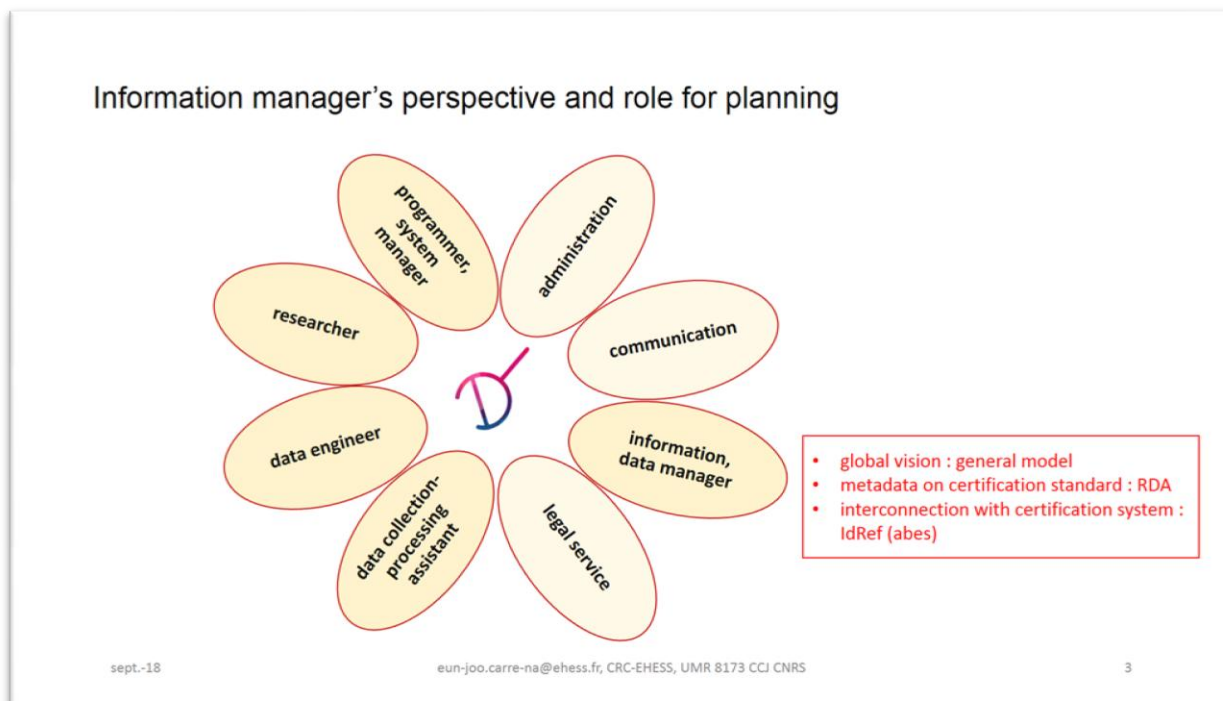 Information manager's perspective and role for planning
programmer,
system
manager
administration
researcher
communication
data engineer
information,
data manager
data collection-
processing
assistant
legal service
• global vision : general model
• metadata on certification standard : RDA
• interconnection with certification system :
IdRef (abes)
sept.-18
eun-joo.carre-na@ehess.fr, CRC-EHESS, UMR 8173 CCJ CNRS
3